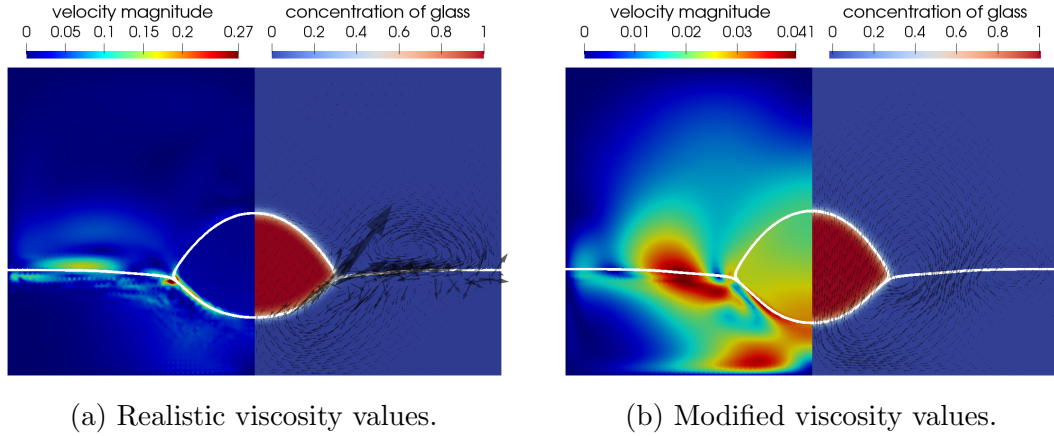 velocity magnitude
0 0.05 0.1 0.15 0.2 0.27
concentration of glass
0 0.2 0.4 0.6 0.8 1
velocity magnitude
0 0.01 0.02 0.03 0.041
concentration of glass
0 0.2 0.4 0.6 0.8 1
(a) Realistic viscosity values.
(b) Modified viscosity values.